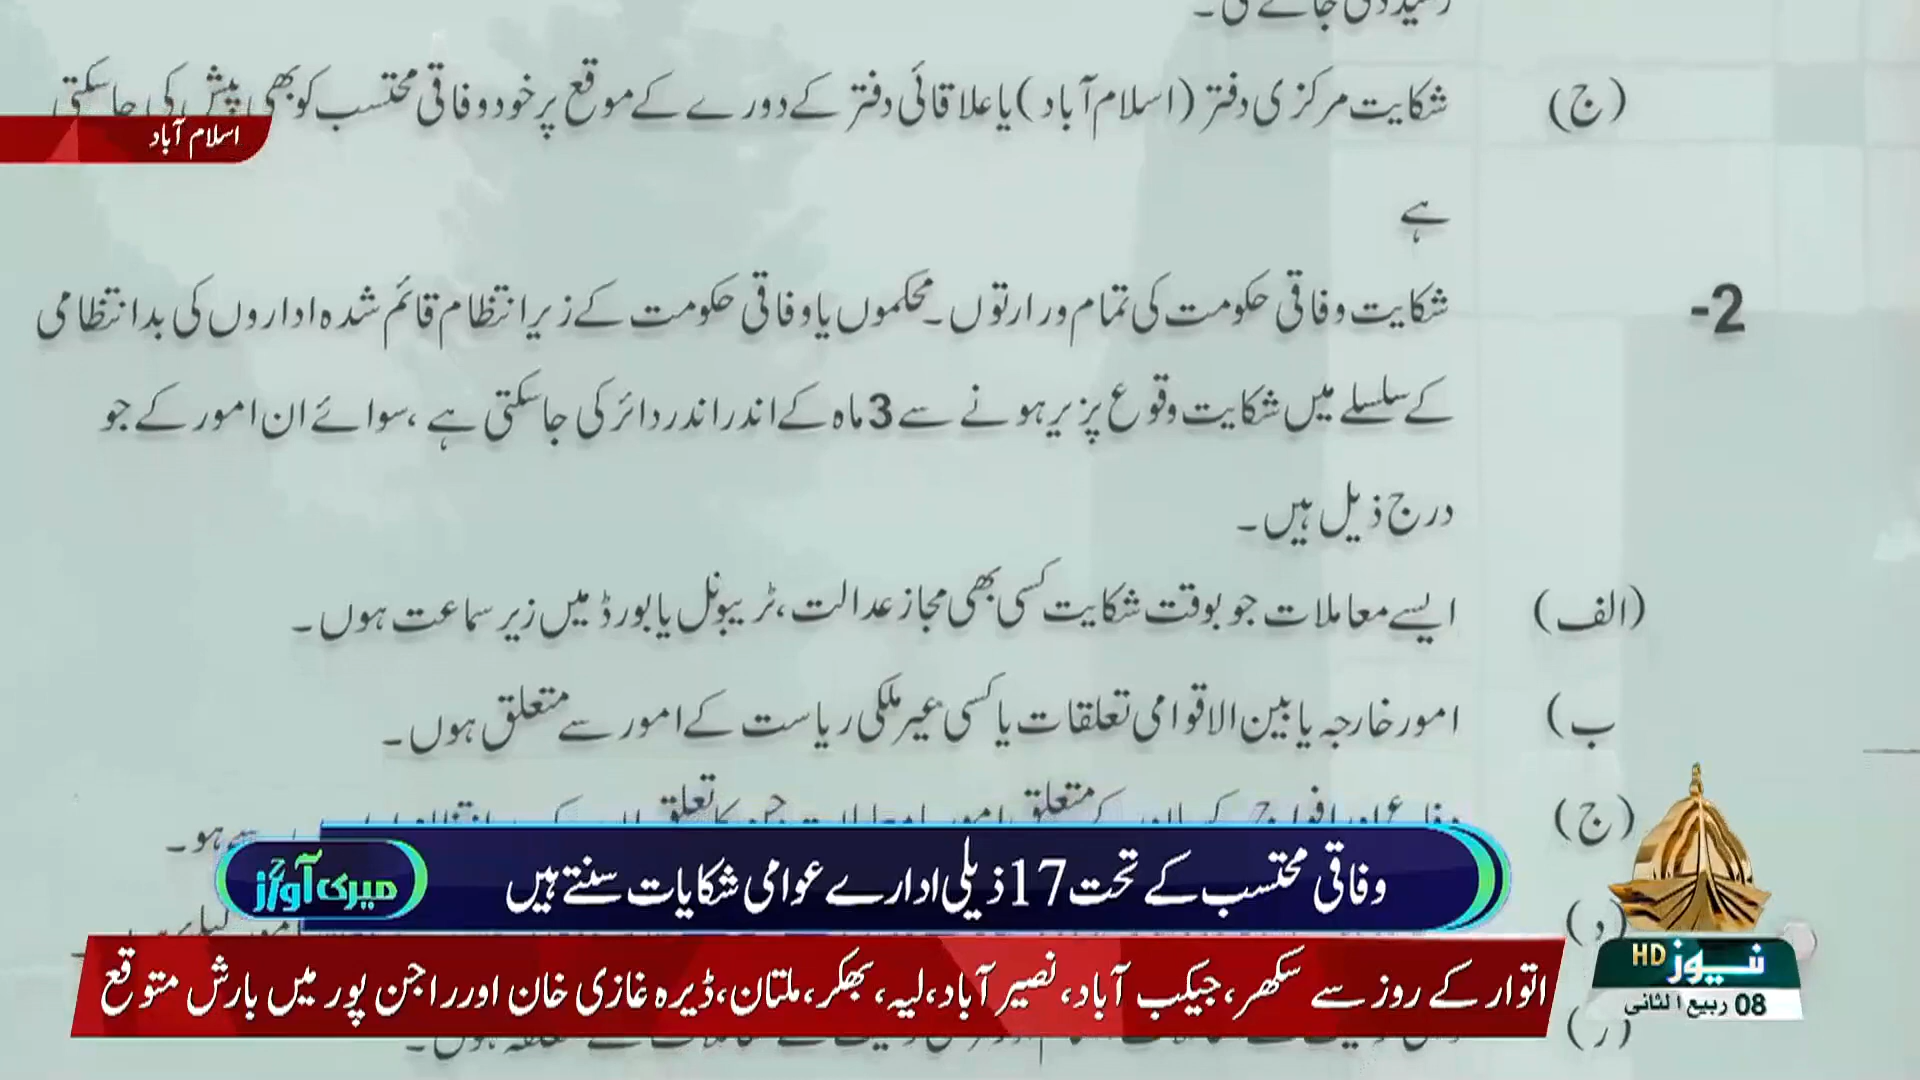 (ج) شکایت مرکزی دفتر (اسلام آباد) یا علاقائی دفتر کے دورے کے موقع پر خود وفاقی محتسب کو بھی پیش کی جا سکتی
ہے
اسلام آباد
2- شکایت وفاقی حکومت کی تمام ورارتوں۔ محکموں یا وفاقی حکومت کے زیر انتظام قائم شدہ اداروں کی بدانتظامی
کے سلسلے میں شکایت وقوع پزیر ہونے سے 3 ماہ کے اندر اندر دائر کی جاسکتی ہے ، سوائے ان امور کے جو
درج ذیل ہیں۔
(الف) ایسے معاملات جو بوقت شکایت کسی بھی مجاز عدالت، ٹریبونل یا بورڈ میں زیر سماعت ہوں۔
ب) امور خارجہ یا بین الاقوامی تعلقات یا کسی غیر ملکی ریاست کے امور سے متعلق ہوں۔
(ج)
میری آواز
وفاقی محتسب کے تحت 17 ذیلی ادارے عوامی شکایات سنتے ہیں
(د)
اتوار کے روز سے سکھر، جیکب آباد، نصیر آباد، لیہ، بھکر، ملتان، ڈیرہ غازی خان اور راجن پور میں بارش متوقع
نیوز HD
08 ربیع الثانی
(ر)